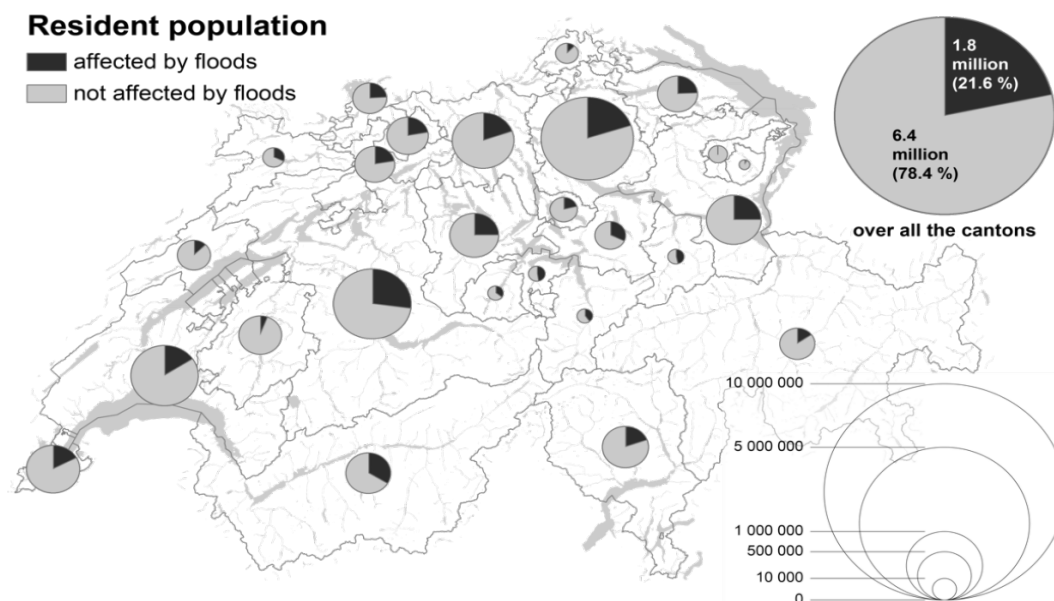 Resident population
affected by floods
not affected by floods
1.8
million
(21.6 %)
6.4
million
(78.4 %)
over all the cantons
10 000 000
5 000 000
1 000 000
500 000
10 000
0